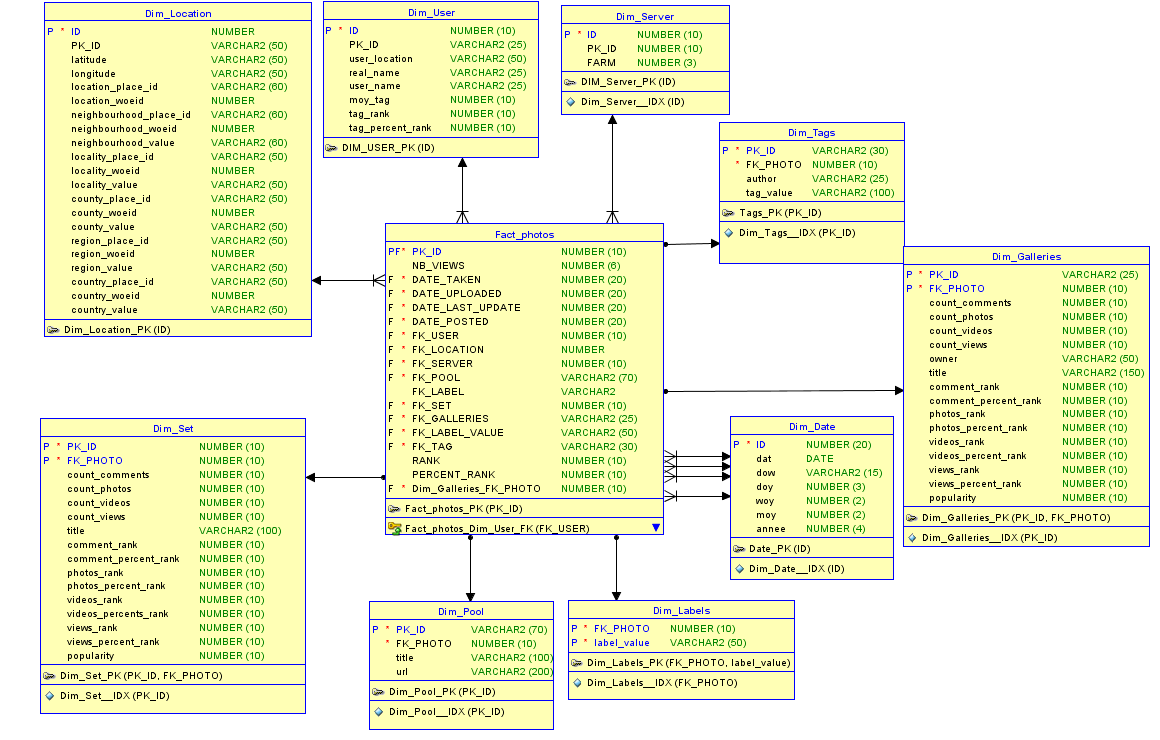 Dim_Location
P * ID NUMBER
PK_ID VARCHAR2 (50)
latitude VARCHAR2 (50)
longitude VARCHAR2 (50)
location_place_id VARCHAR2 (60)
location_woeid NUMBER
neighbourhood_place_id VARCHAR2 (60)
neighbourhood_woeid NUMBER
neighbourhood_value VARCHAR2 (60)
locality_place_id VARCHAR2 (50)
locality_woeid NUMBER
locality_value VARCHAR2 (50)
county_place_id VARCHAR2 (50)
county_woeid NUMBER
county_value VARCHAR2 (50)
region_place_id VARCHAR2 (50)
region_woeid NUMBER
region_value VARCHAR2 (50)
country_place_id VARCHAR2 (50)
country_woeid NUMBER
country_value VARCHAR2 (50)
Dim_Location_PK (ID)
Dim_User
P * ID NUMBER (10)
PK_ID VARCHAR2 (25)
user_location VARCHAR2 (50)
real_name VARCHAR2 (25)
user_name VARCHAR2 (25)
moy_tag NUMBER (10)
tag_rank NUMBER (10)
tag_percent_rank NUMBER (10)
DIM_USER_PK (ID)
Dim_Server
P * ID NUMBER (10)
PK_ID NUMBER (10)
FARM NUMBER (3)
DIM_Server_PK (ID)
Dim_Server__IDX (ID)
Dim_Tags
P * PK_ID VARCHAR2 (30)
* FK_PHOTO NUMBER (10)
author VARCHAR2 (25)
tag_value VARCHAR2 (100)
Tags_PK (PK_ID)
Dim_Tags__IDX (PK_ID)
Fact_photos
PF* PK_ID NUMBER (10)
NB_VIEWS NUMBER (6)
F * DATE_TAKEN NUMBER (20)
F * DATE_UPLOADED NUMBER (20)
F * DATE_LAST_UPDATE NUMBER (20)
F * DATE_POSTED NUMBER (20)
F * FK_USER NUMBER (10)
F * FK_LOCATION NUMBER
F * FK_SERVER NUMBER (10)
F * FK_POOL VARCHAR2 (70)
FK_LABEL VARCHAR2
F * FK_SET NUMBER (10)
F * FK_GALLERIES VARCHAR2 (25)
F * FK_LABEL_VALUE VARCHAR2 (50)
F * FK_TAG VARCHAR2 (30)
RANK NUMBER (10)
PERCENT_RANK NUMBER (10)
F * Dim_Galleries_FK_PHOTO NUMBER (10)
Fact_photos_PK (PK_ID)
Fact_photos_Dim_User_FK (FK_USER)
Dim_Galleries
P * PK_ID VARCHAR2 (25)
P * FK_PHOTO NUMBER (10)
count_comments NUMBER (10)
count_photos NUMBER (10)
count_videos NUMBER (10)
count_views NUMBER (10)
owner VARCHAR2 (50)
title VARCHAR2 (150)
comment_rank NUMBER (10)
comment_percent_rank NUMBER (10)
photos_rank NUMBER (10)
photos_percent_rank NUMBER (10)
videos_rank NUMBER (10)
videos_percent_rank NUMBER (10)
views_rank NUMBER (10)
views_percent_rank NUMBER (10)
popularity NUMBER (10)
Dim_Galleries_PK (PK_ID, FK_PHOTO)
Dim_Galleries__IDX (PK_ID)
Dim_Set
P * PK_ID NUMBER (10)
P * FK_PHOTO NUMBER (10)
count_comments NUMBER (10)
count_photos NUMBER (10)
count_videos NUMBER (10)
count_views NUMBER (10)
title VARCHAR2 (100)
comment_rank NUMBER (10)
comment_percent_rank NUMBER (10)
photos_rank NUMBER (10)
photos_percent_rank NUMBER (10)
videos_rank NUMBER (10)
videos_percents_rank NUMBER (10)
views_rank NUMBER (10)
views_percent_rank NUMBER (10)
popularity NUMBER (10)
Dim_Set_PK (PK_ID, FK_PHOTO)
Dim_Set__IDX (PK_ID)
Dim_Date
P * ID NUMBER (20)
dat DATE
dow VARCHAR2 (15)
doy NUMBER (3)
woy NUMBER (2)
moy NUMBER (2)
annee NUMBER (4)
Date_PK (ID)
Dim_Date__IDX (ID)
Dim_Pool
P * PK_ID VARCHAR2 (70)
* FK_PHOTO NUMBER (10)
title VARCHAR2 (100)
url VARCHAR2 (200)
Dim_Pool_PK (PK_ID)
Dim_Pool__IDX (PK_ID)
Dim_Labels
P * FK_PHOTO NUMBER (10)
P * label_value VARCHAR2 (50)
Dim_Labels_PK (FK_PHOTO, label_value)
Dim_Labels__IDX (FK_PHOTO)